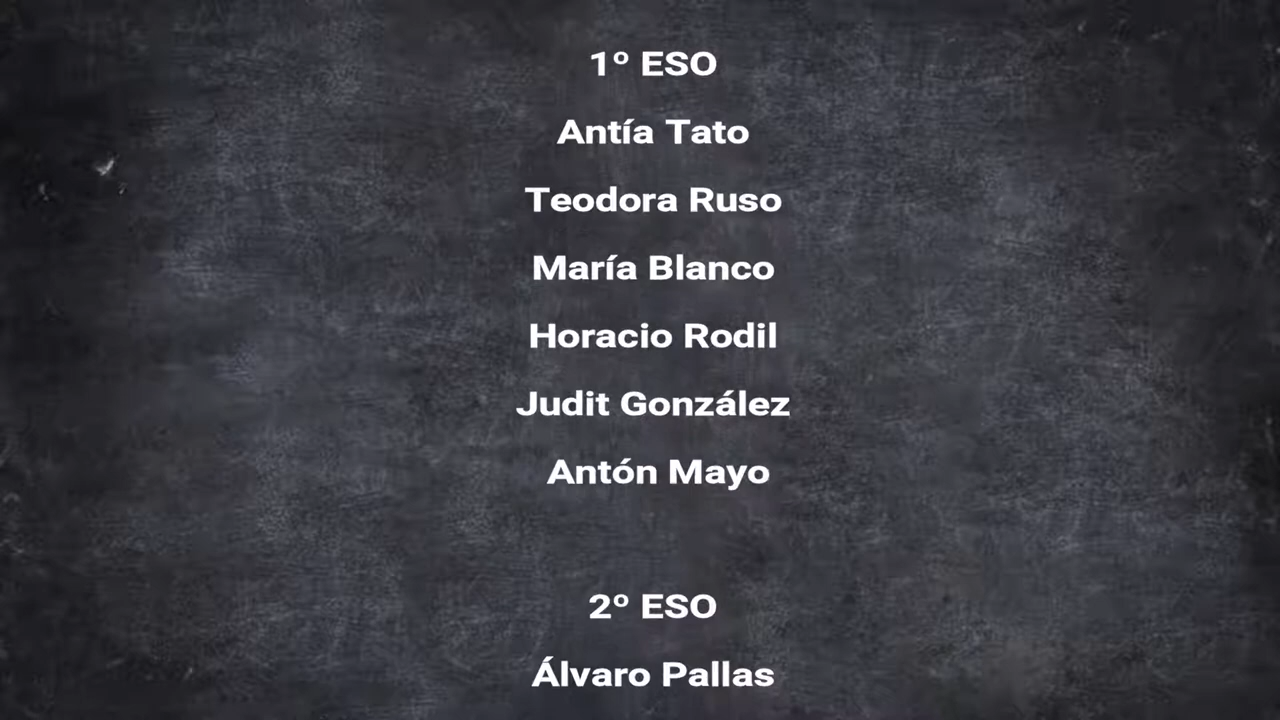 1º ESO
Antía Tato
Teodora Ruso
María Blanco
Horacio Rodil
Judit González
Antón Mayo
2º ESO
Álvaro Pallas